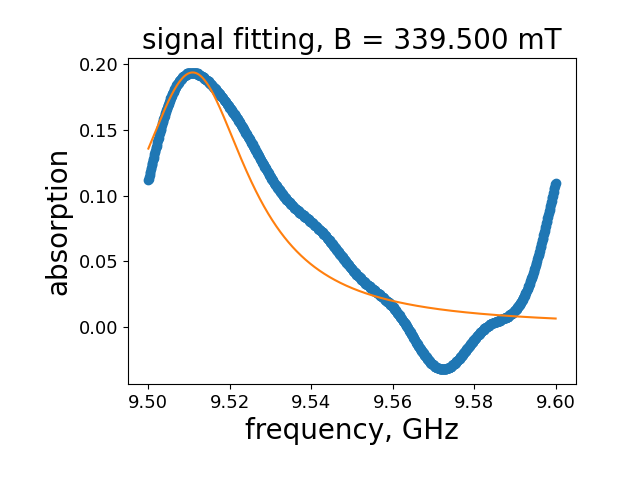 signal fitting, B = 339.500 mT
absorption
0.20
0.15
0.10
0.05
0.00
9.50 9.52 9.54 9.56 9.58 9.60
frequency, GHz